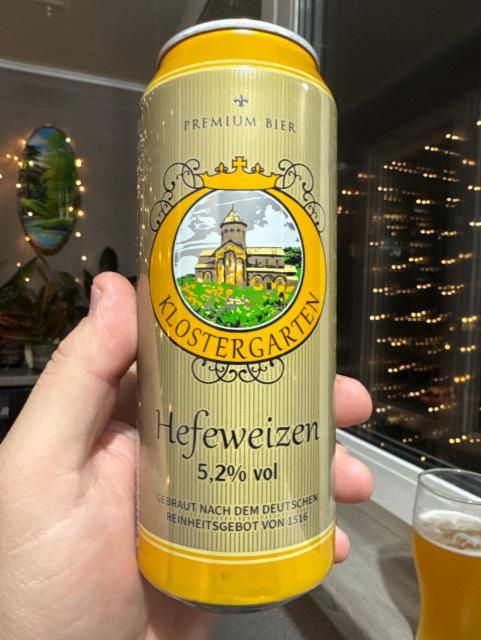 PREMIUM BIER
KLOSTERGARTEN
Hefeweizen
5,2% vol
GEBRAUT NACH DEM DEUTSCHEN
REINHEITSGEBOT VON 1516